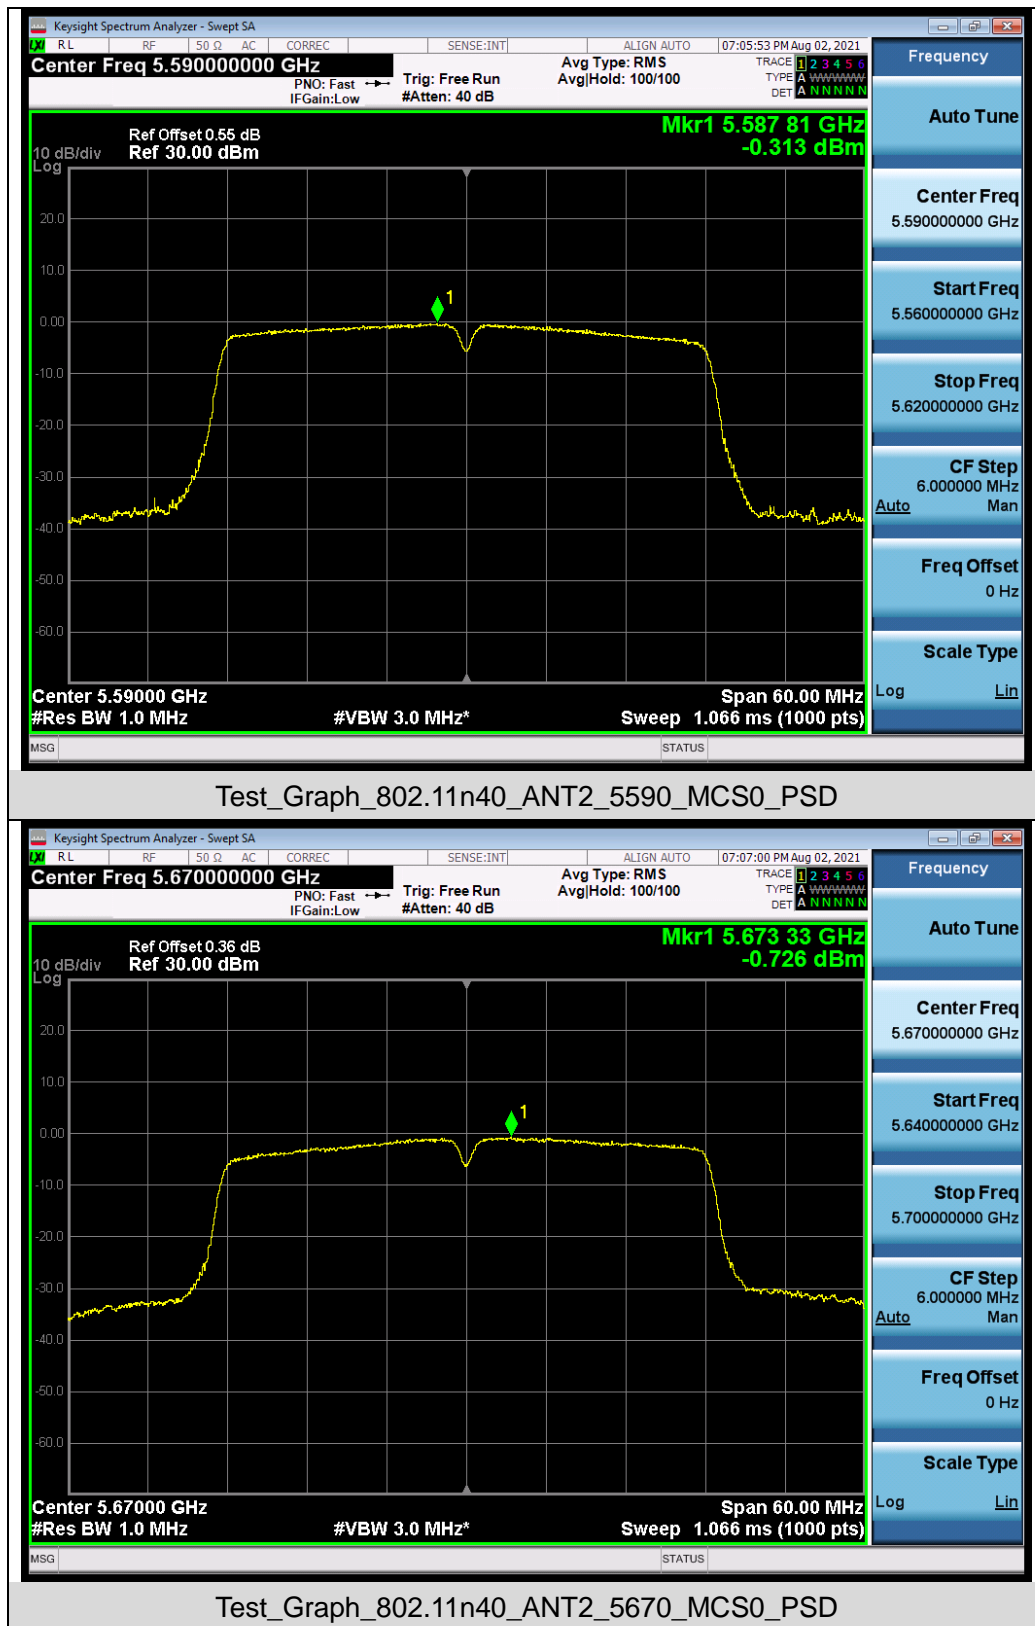 Keysight Spectrum Analyzer - Swept SA
LXI RL RF 50 Ω AC CORREC SENSE:INT ALIGN AUTO 07:05:53 PM Aug 02, 2021
Center Freq 5.590000000 GHz
PNO: Fast
IFGain:Low
Trig: Free Run
#Atten: 40 dB
Avg Type: RMS
Avg|Hold: 100/100
TRACE 1 2 3 4 5 6
TYPE A WWWWW
DET A N N N N N
Frequency
Mkr1 5.587 81 GHz
-0.313 dBm
Ref Offset 0.55 dB
10 dB/div Ref 30.00 dBm
Log
20.0
10.0
0.00
-10.0
-20.0
-30.0
-40.0
-50.0
-60.0
1
Center 5.59000 GHz Span 60.00 MHz
#Res BW 1.0 MHz #VBW 3.0 MHz* Sweep 1.066 ms (1000 pts)
Auto Tune
Center Freq
5.590000000 GHz
Start Freq
5.560000000 GHz
Stop Freq
5.620000000 GHz
CF Step
6.000000 MHz
Auto Man
Freq Offset
0 Hz
Scale Type
Log Lin
MSG STATUS
Test_Graph_802.11n40_ANT2_5590_MCS0_PSD
Keysight Spectrum Analyzer - Swept SA
LXI RL RF 50 Ω AC CORREC SENSE:INT ALIGN AUTO 07:07:00 PM Aug 02, 2021
Center Freq 5.670000000 GHz
PNO: Fast
IFGain:Low
Trig: Free Run
#Atten: 40 dB
Avg Type: RMS
Avg|Hold: 100/100
TRACE 1 2 3 4 5 6
TYPE A WWWWW
DET A N N N N N
Frequency
Mkr1 5.673 33 GHz
-0.726 dBm
Ref Offset 0.36 dB
10 dB/div Ref 30.00 dBm
Log
20.0
10.0
0.00
-10.0
-20.0
-30.0
-40.0
-50.0
-60.0
1
Center 5.67000 GHz Span 60.00 MHz
#Res BW 1.0 MHz #VBW 3.0 MHz* Sweep 1.066 ms (1000 pts)
Auto Tune
Center Freq
5.670000000 GHz
Start Freq
5.640000000 GHz
Stop Freq
5.700000000 GHz
CF Step
6.000000 MHz
Auto Man
Freq Offset
0 Hz
Scale Type
Log Lin
MSG STATUS
Test_Graph_802.11n40_ANT2_5670_MCS0_PSD